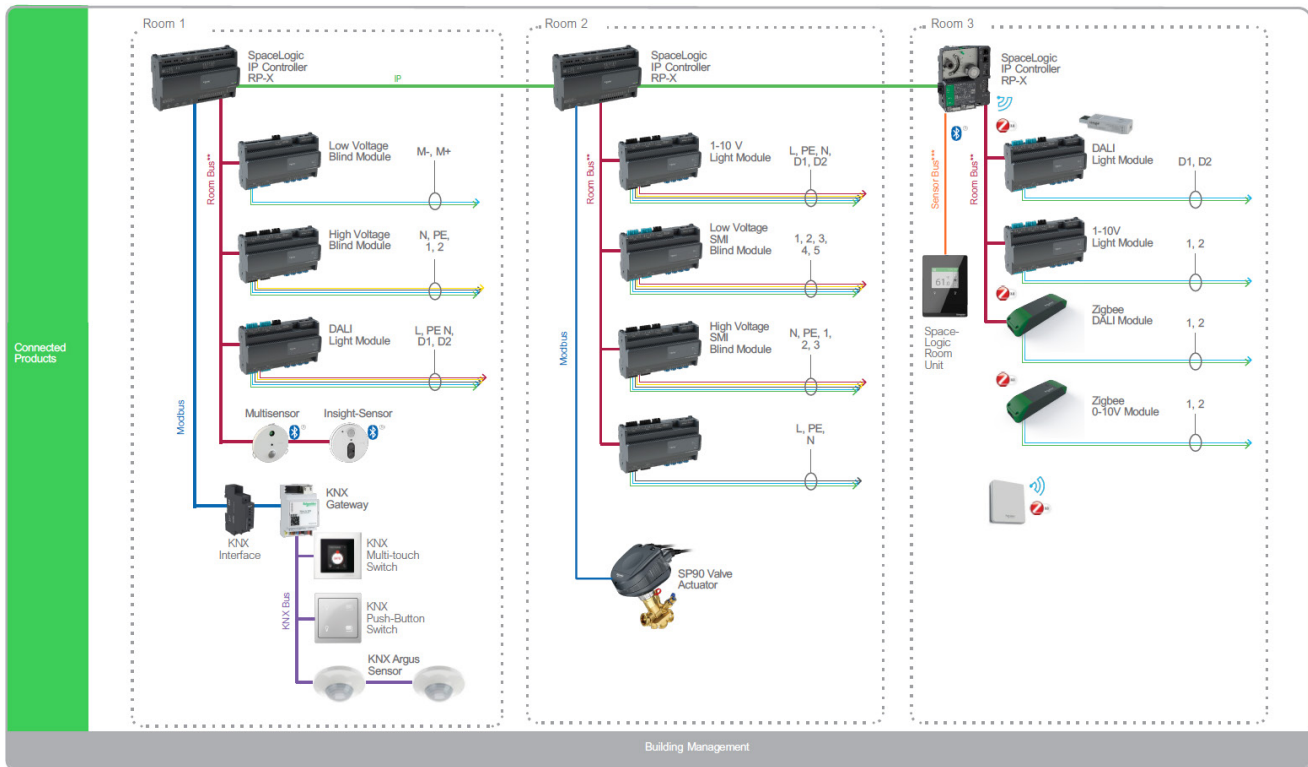 Connected
Products
Room 1
SpaceLogic
IP Controller
RP-X
IP
Room Bus**
Low Voltage
Blind Module
M-, M+
High Voltage
Blind Module
N, PE,
1, 2
DALI
Light Module
L, PE N,
D1, D2
Modbus
Multisensor
Insight-Sensor
KNX
Interface
KNX
Gateway
KNX Bus
KNX
Multi-touch
Switch
KNX
Push-Button
Switch
KNX Argus
Sensor
Room 2
SpaceLogic
IP Controller
RP-X
Room Bus**
Modbus
1-10 V
Light Module
L, PE, N,
D1, D2
Low Voltage
SMI
Blind Module
1, 2, 3,
4, 5
High Voltage
SMI
Blind Module
N, PE, 1,
2, 3
L, PE,
N
SP90 Valve
Actuator
Room 3
SpaceLogic
IP Controller
RP-X
Sensor Bus***
Room Bus**
DALI
Light Module
D1, D2
1-10V
Light Module
1, 2
Space-
Logic
Room
Unit
Zigbee
DALI Module
1, 2
Zigbee
0-10V Module
1, 2
Building Management